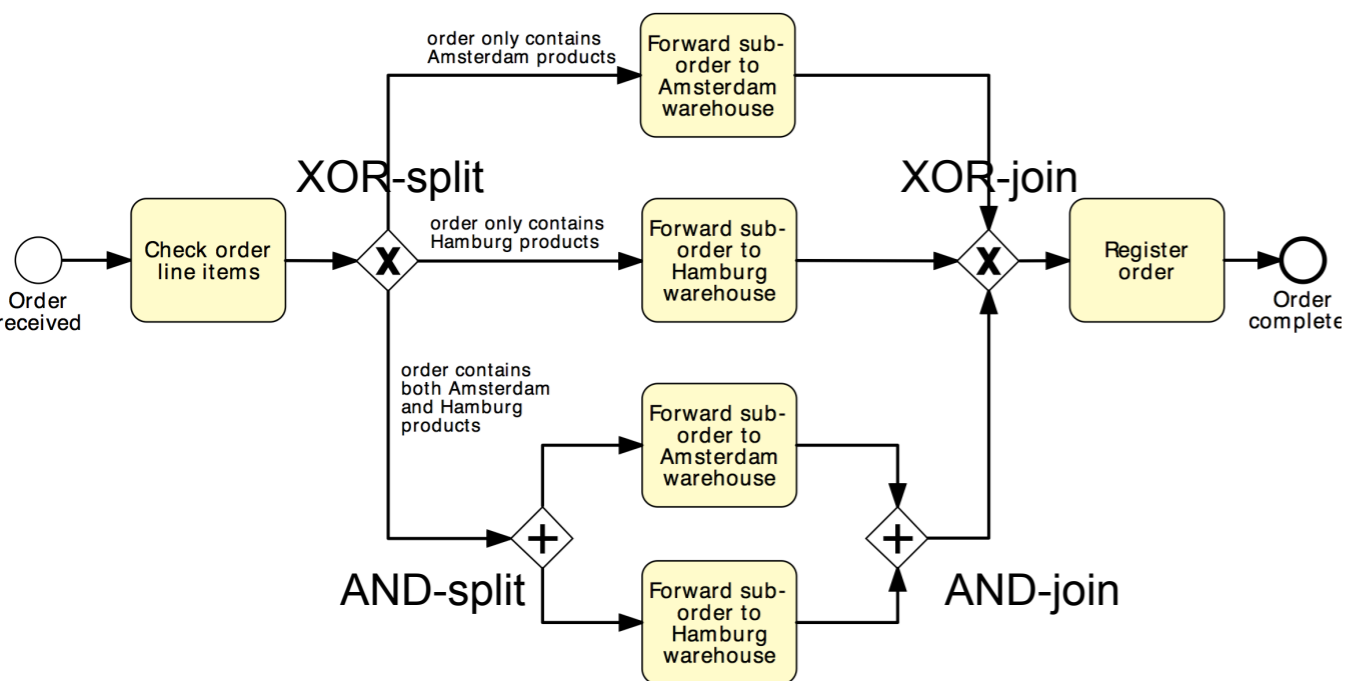 order only contains
Amsterdam products
Forward sub-
order to
Amsterdam
warehouse
XOR-split
XOR-join
order only contains
Hamburg products
Check order
line items
X
Forward sub-
order to
Hamburg
warehouse
X
Register
order
Order
received
Order
complete
order contains
both Amsterdam
and Hamburg
products
Forward sub-
order to
Amsterdam
warehouse
+
+
AND-split
AND-join
Forward sub-
order to
Hamburg
warehouse